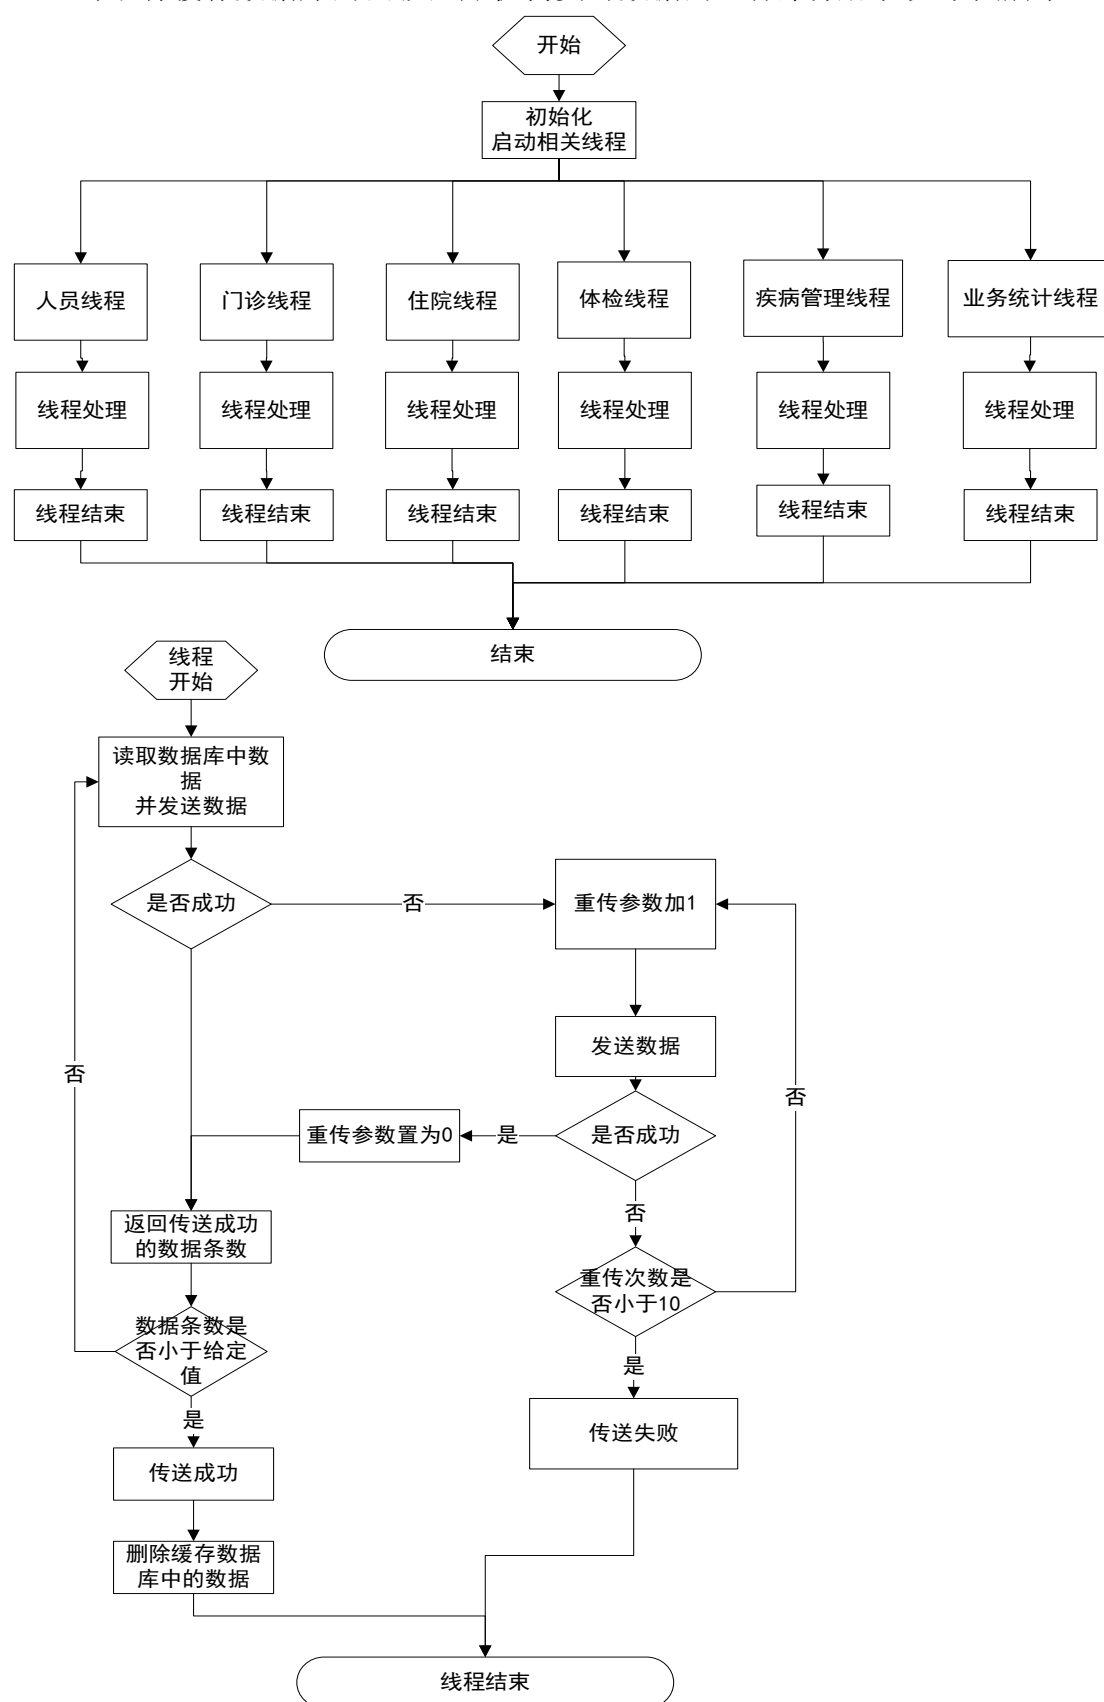 开始
初始化
启动相关线程
人员线程
门诊线程
住院线程
体检线程
疾病管理线程
业务统计线程
线程处理
线程处理
线程处理
线程处理
线程处理
线程处理
线程结束
线程结束
线程结束
线程结束
线程结束
线程结束
结束
线程
开始
读取数据库中数
据
并发送数据
是否成功
否
重传参数加1
发送数据
否
否
重传参数置为0
是
是否成功
返回传送成功
的数据条数
否
重传次数是
否小于10
数据条数是
否小于给定
值
是
是
传送失败
传送成功
删除缓存数据
库中的数据
线程结束